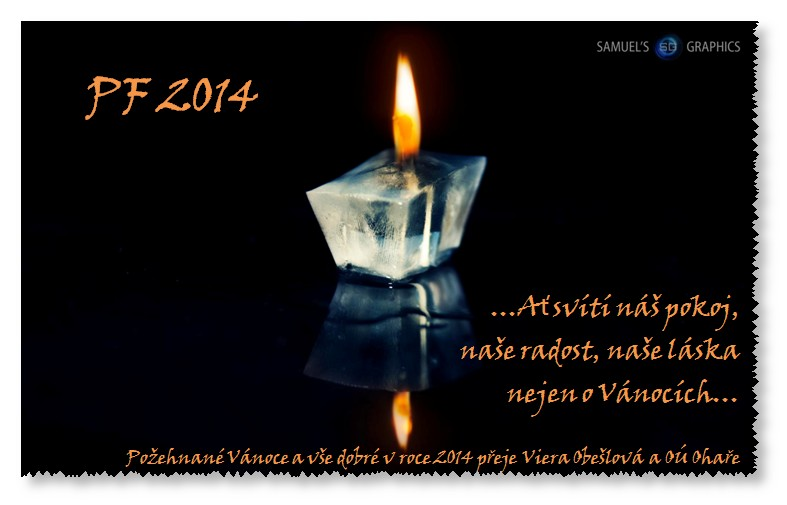 SAMUEL'S SG GRAPHICS
PF 2014
...Ať svítí náš pokoj,
naše radost, naše láska
nejen o Vánocích...
Požehnané Vánoce a vše dobré v roce 2014 přeje Viera Obešlová a OÚ Ohaře